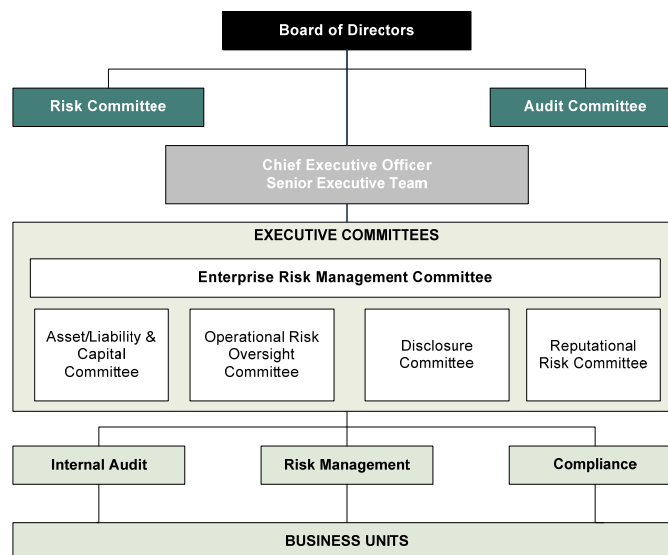 Board of Directors
Risk Committee
Audit Committee
Chief Executive Officer
Senior Executive Team
EXECUTIVE COMMITTEES
Enterprise Risk Management Committee
Asset/Liability &
Capital
Committee
Operational Risk
Oversight
Committee
Disclosure
Committee
Reputational
Risk Committee
Internal Audit
Risk Management
Compliance
BUSINESS UNITS